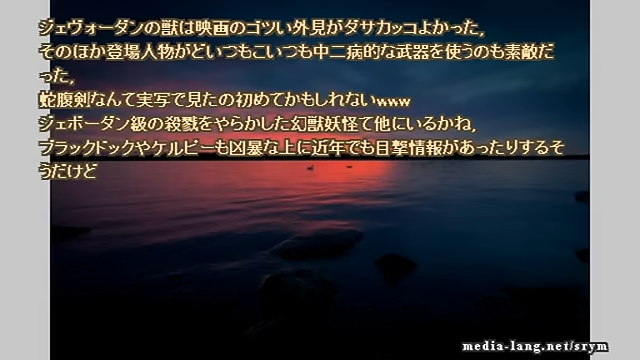 ジェヴォーダンの獣は映画のゴツい外見がダサカッコよかった,
そのほか登場人物がどいつもこいつも中二病的な武器を使うのも素敵だ
った,
蛇腹剣なんて実写で見たの初めてかもしれないwww
ジェボーダン級の殺戮をやらかした幻獣妖怪て他にいるかね,
ブラックドックやケルピーも凶暴な上に近年でも目撃情報があったりするそ
うだけど
media-lang.net/srym